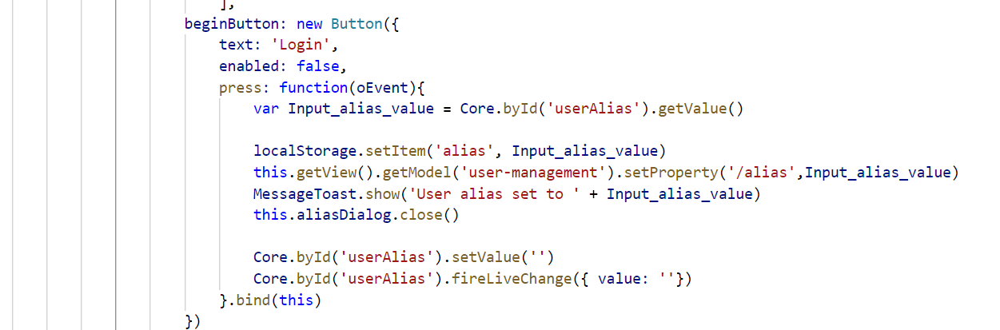 ],
beginButton: new Button({
text: 'Login',
enabled: false,
press: function(oEvent){
var Input_alias_value = Core.byId('userAlias').getValue()
localStorage.setItem('alias', Input_alias_value)
this.getView().getModel('user-management').setProperty('/alias',Input_alias_value)
MessageToast.show('User alias set to ' + Input_alias_value)
this.aliasDialog.close()
Core.byId('userAlias').setValue('')
Core.byId('userAlias').fireLiveChange({ value: ''})
}.bind(this)
})